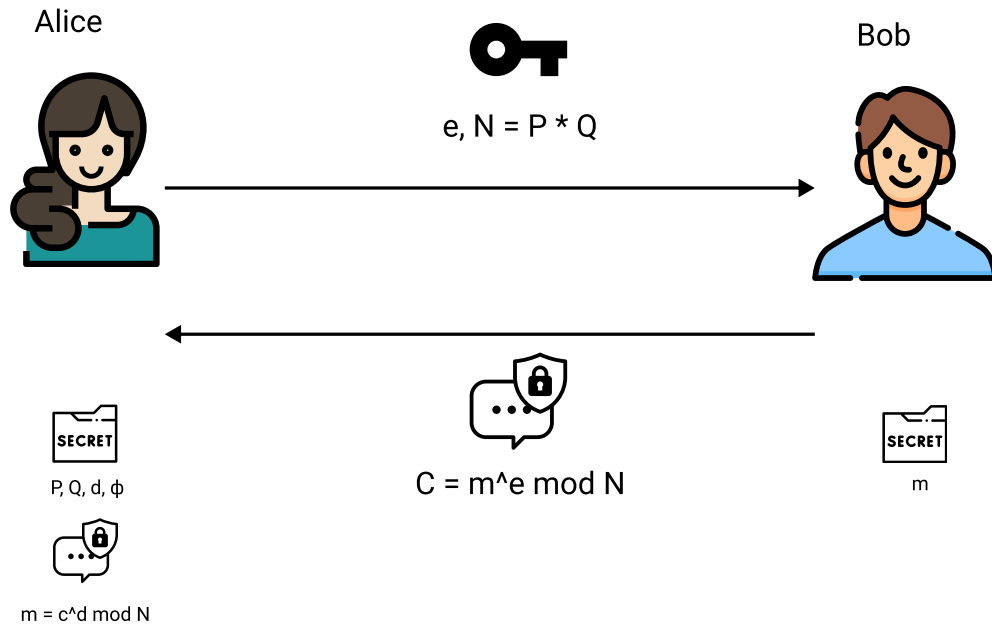 Alice
Bob
e, N = P * Q
SECRET
P, Q, d, ϕ
C = m^e mod N
SECRET
m
m = c^d mod N